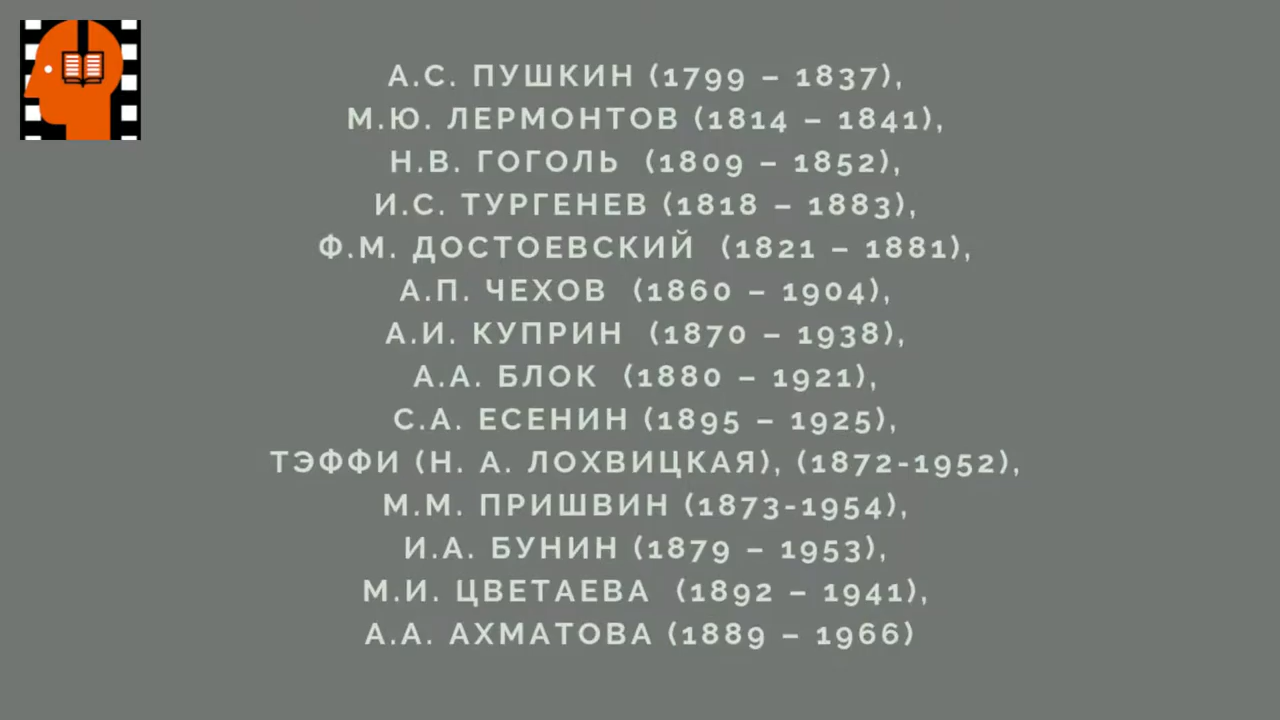 А.С. ПУШКИН (1799 – 1837),
М.Ю. ЛЕРМОНТОВ (1814 – 1841),
Н.В. ГОГОЛЬ (1809 – 1852),
И.С. ТУРГЕНЕВ (1818 – 1883),
Ф.М. ДОСТОЕВСКИЙ (1821 – 1881),
А.П. ЧЕХОВ (1860 – 1904),
А.И. КУПРИН (1870 – 1938),
А.А. БЛОК (1880 – 1921),
С.А. ЕСЕНИН (1895 – 1925),
ТЭФФИ (Н. А. ЛОХВИЦКАЯ), (1872-1952),
М.М. ПРИШВИН (1873-1954),
И.А. БУНИН (1879 – 1953),
М.И. ЦВЕТАЕВА (1892 – 1941),
А.А. АХМАТОВА (1889 – 1966)